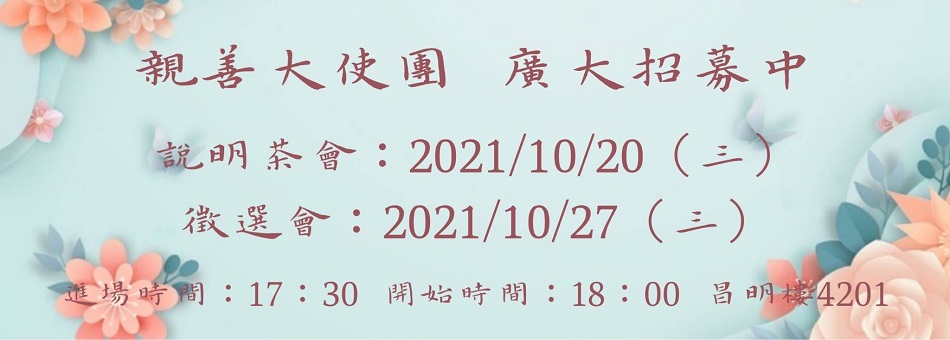 親善大使團 廣大招募中
說明茶會：2021/10/20（三）
徵選會：2021/10/27（三）
進場時間：17：30 開始時間：18：00 昌明樓4201